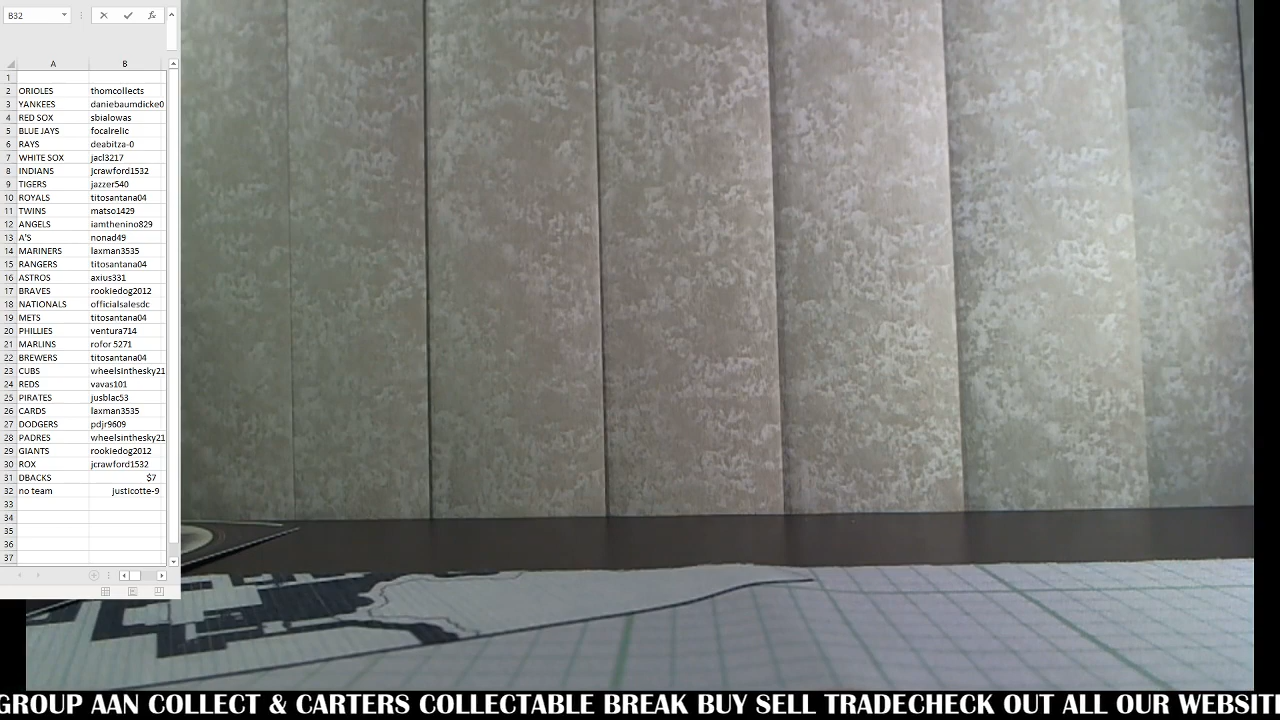 B32
fx
A B
1
2 ORIOLES thomcollects
3 YANKEES daniebaumdicke0
4 RED SOX sbialowas
5 BLUE JAYS focalrelic
6 RAYS deabitza-0
7 WHITE SOX jacl3217
8 INDIANS jcrawford1532
9 TIGERS jazzer540
10 ROYALS titosantana04
11 TWINS matso1429
12 ANGELS iamthenino829
13 A'S nonad49
14 MARINERS laxman3535
15 RANGERS titosantana04
16 ASTROS axius331
17 BRAVES rookiedog2012
18 NATIONALS officialsalesdc
19 METS titosantana04
20 PHILLIES ventura714
21 MARLINS rofor 5271
22 BREWERS titosantana04
23 CUBS wheelsinthesky21
24 REDS vavas101
25 PIRATES jusblac53
26 CARDS laxman3535
27 DODGERS pdjr9609
28 PADRES wheelsinthesky21
29 GIANTS rookiedog2012
30 ROX jcrawford1532
31 DBACKS $7
32 no team justicotte-9
33
34
35
36
37
GROUP AAN COLLECT & CARTERS COLLECTABLE BREAK BUY SELL TRADECHECK OUT ALL OUR WEBSIT